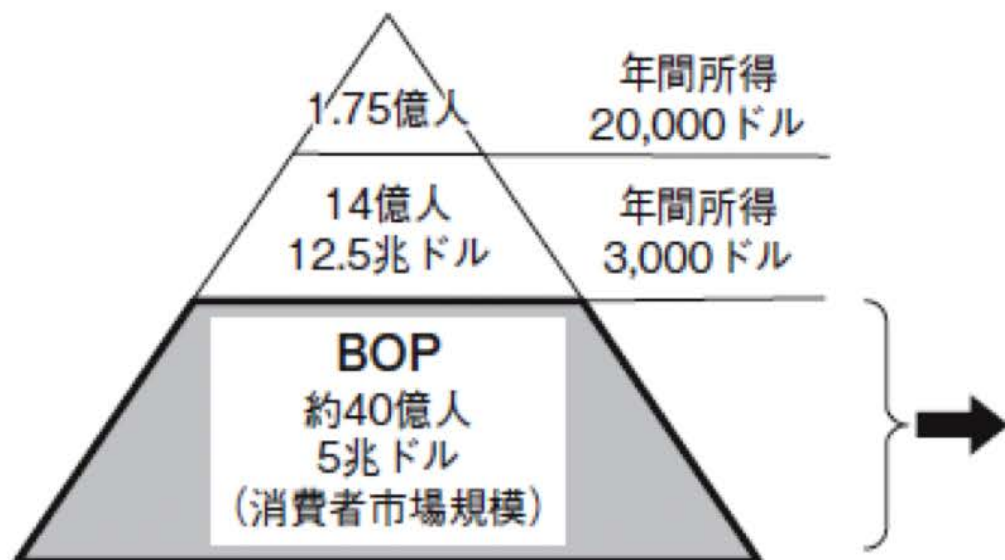 1.75億人
年間所得
20,000ドル
14億人
12.5兆ドル
年間所得
3,000ドル
BOP
約40億人
5兆ドル
(消費者市場規模)